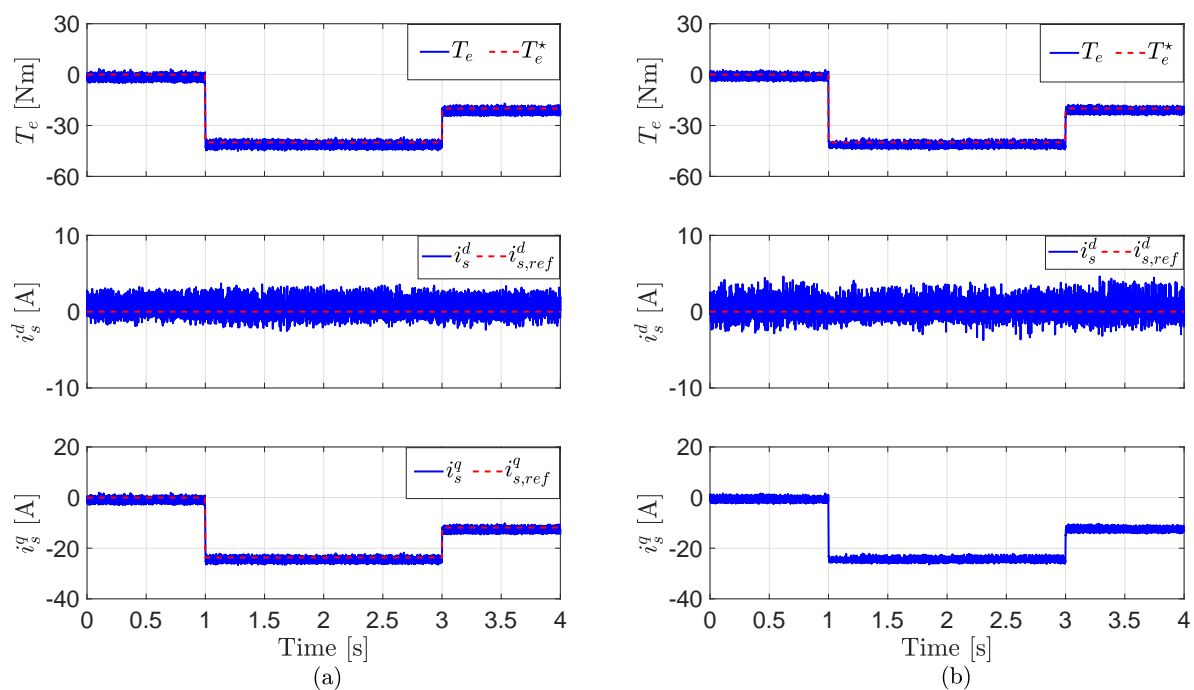 30
0
-30
-60
T_e [Nm]
T_e T_e^⋆
10
0
-10
i_s^d [A]
i_s^d i_{s,ref}^d
20
0
-20
-40
i_s^q [A]
i_s^q i_{s,ref}^q
0 0.5 1 1.5 2 2.5 3 3.5 4
Time [s]
(a)
30
0
-30
-60
T_e [Nm]
T_e T_e^⋆
10
0
-10
i_s^d [A]
i_s^d i_{s,ref}^d
20
0
-20
-40
i_s^q [A]
0 0.5 1 1.5 2 2.5 3 3.5 4
Time [s]
(b)